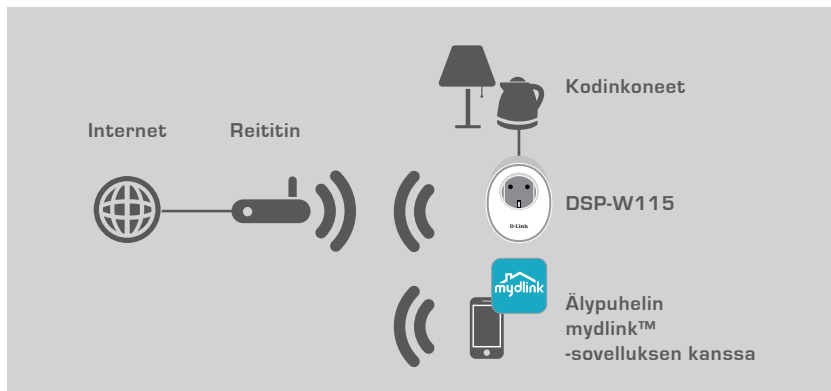 Internet
Reititin
Kodinkoneet
D-Link
DSP-W115
mydlink
Älypuhelin
mydlink™
-sovelluksen kanssa